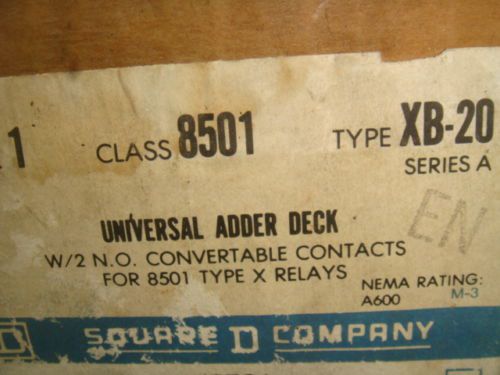 1 CLASS 8501 TYPE XB-20
SERIES A
EN
UNIVERSAL ADDER DECK
W/2 N.O. CONVERTABLE CONTACTS
FOR 8501 TYPE X RELAYS
NEMA RATING:
A600 M-3
D SQUARE D COMPANY